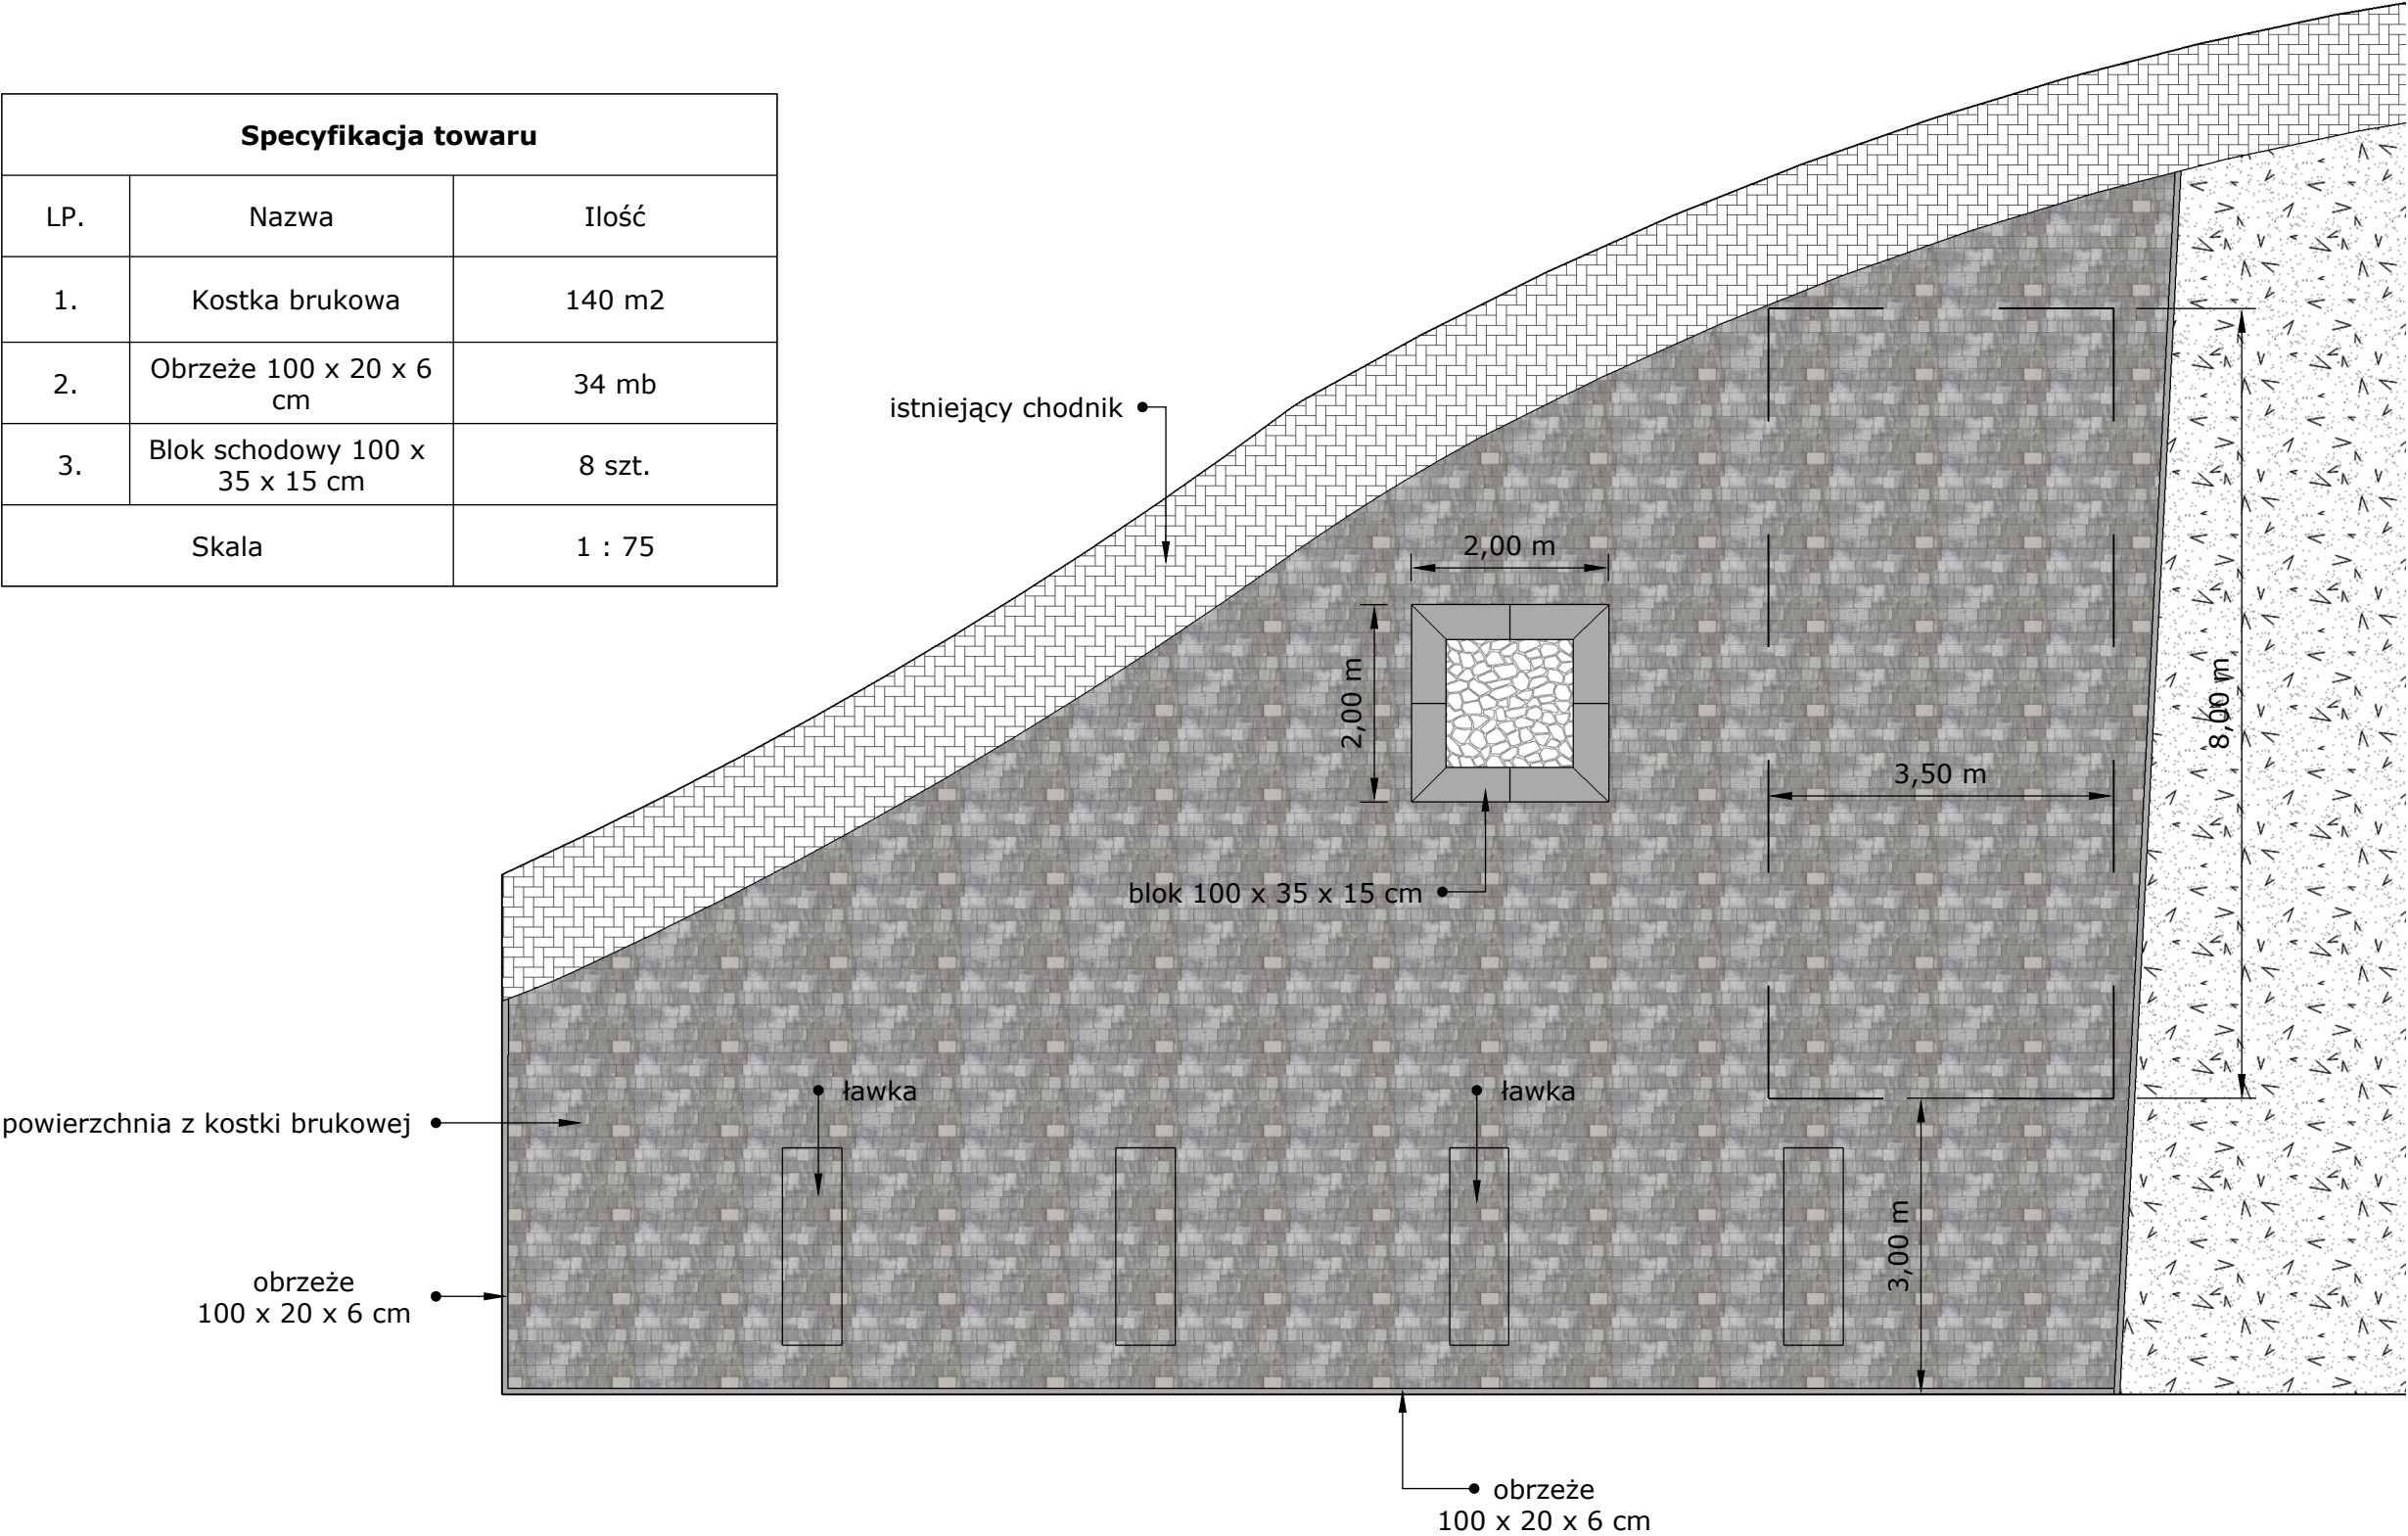 Specyfikacja towaru
LP.
Nazwa
Ilość
1.
Kostka brukowa
140 m2
2.
Obrzeże 100 x 20 x 6
cm
34 mb
3.
Blok schodowy 100 x
35 x 15 cm
8 szt.
Skala
1 : 75
istniejący chodnik
2,00 m
2,00 m
8,00 m
3,50 m
blok 100 x 35 x 15 cm
ławka
ławka
powierzchnia z kostki brukowej
3,00 m
obrzeże
100 x 20 x 6 cm
obrzeże
100 x 20 x 6 cm